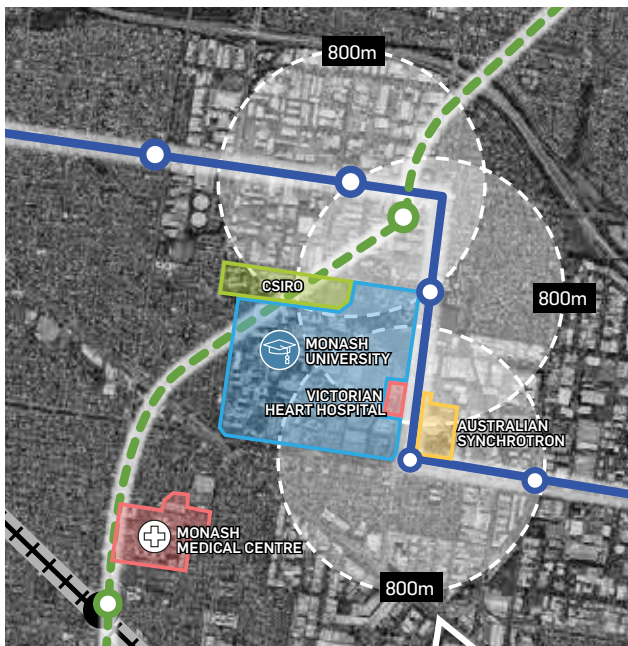 800m
CSIRO
800m
MONASH
UNIVERSITY
VICTORIAN
HEART HOSPITAL
AUSTRALIAN
SYNCHROTRON
MONASH
MEDICAL CENTRE
800m